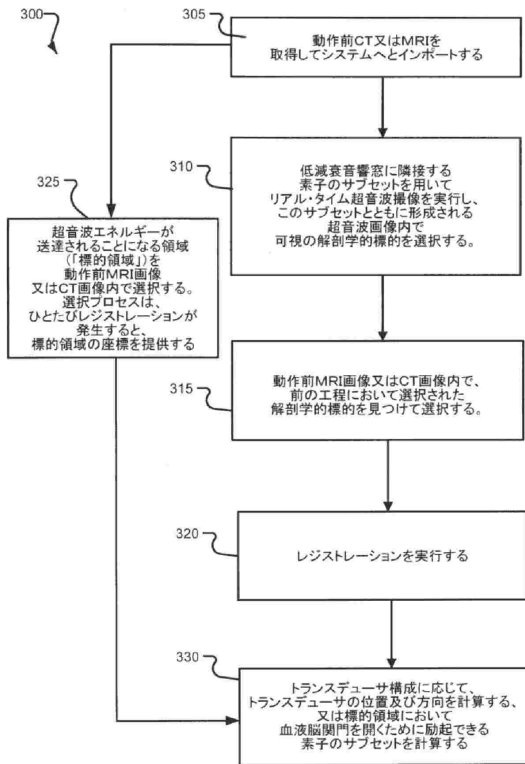 300
305
動作前CT又はMRIを
取得してシステムへとインポートする
310
低減衰音響窓に隣接する
素子のサブセットを用いて
リアル・タイム超音波撮像を実行し、
このサブセットとともに形成される
超音波画像内で
可視の解剖学的標的を選択する。
325
超音波エネルギーが
送達されることになる領域
(「標的領域」)を
動作前MRI画像
又はCT画像内で選択する。
選択プロセスは、
ひとたびレジストレーションが
発生すると、
標的領域の座標を提供する
315
動作前MRI画像又はCT画像内で、
前の工程において選択された
解剖学的標的を見つけて選択する。
320
レジストレーションを実行する
330
トランスデューサ構成に応じて、
トランスデューサの位置及び方向を計算する、
又は標的領域において
血液脳関門を開くために励起できる
素子のサブセットを計算する